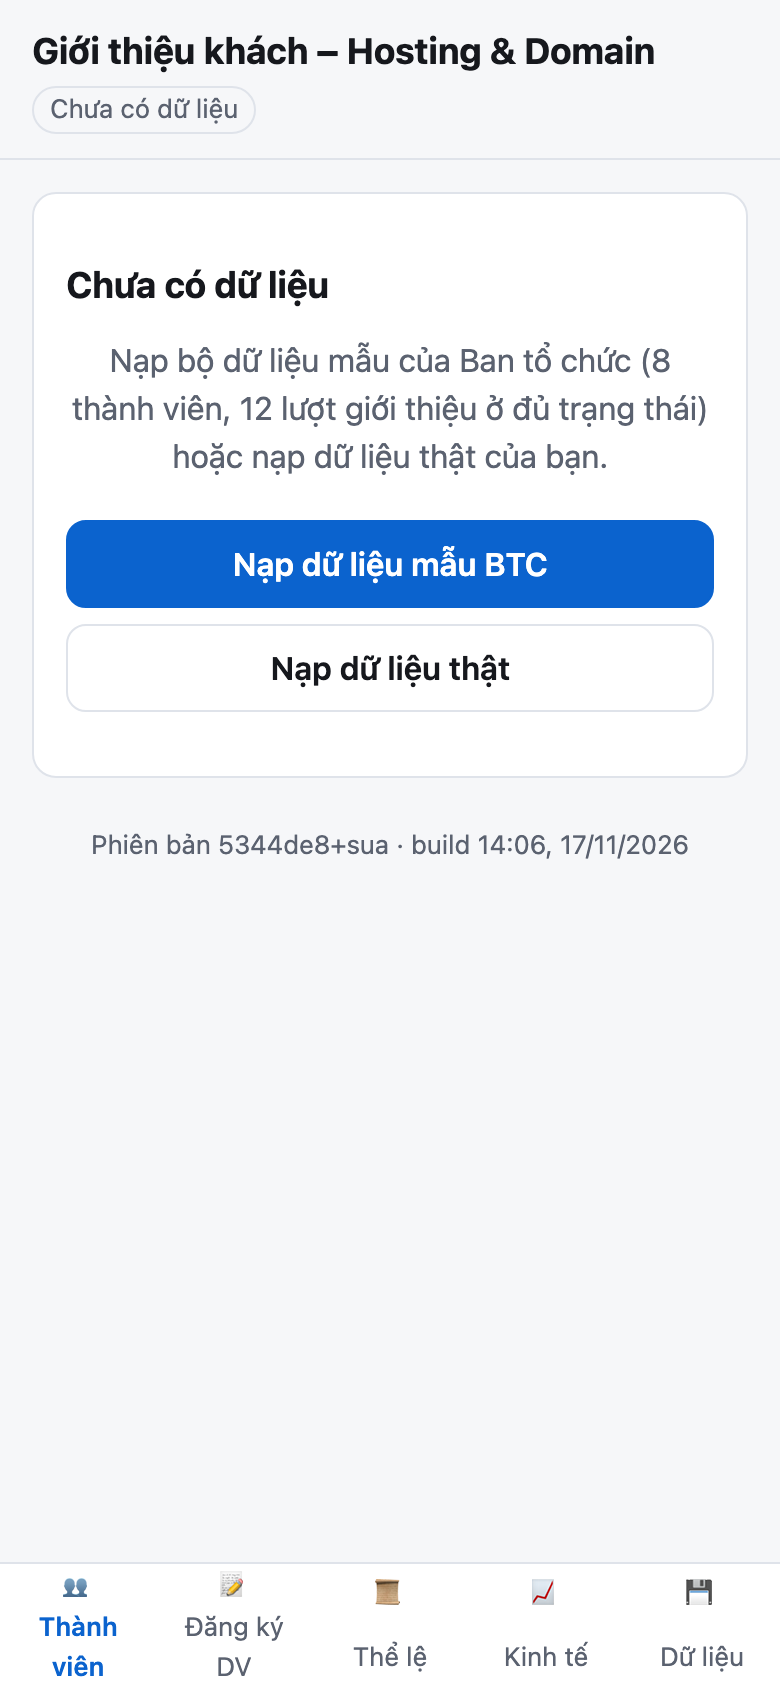 Giới thiệu khách – Hosting & Domain
Chưa có dữ liệu
Chưa có dữ liệu
Nạp bộ dữ liệu mẫu của Ban tổ chức (8
thành viên, 12 lượt giới thiệu ở đủ trạng thái)
hoặc nạp dữ liệu thật của bạn.
Nạp dữ liệu mẫu BTC
Nạp dữ liệu thật
Phiên bản 5344de8+sua · build 14:06, 17/11/2026
Thành
viên
Đăng ký
DV
Thể lệ
Kinh tế
Dữ liệu